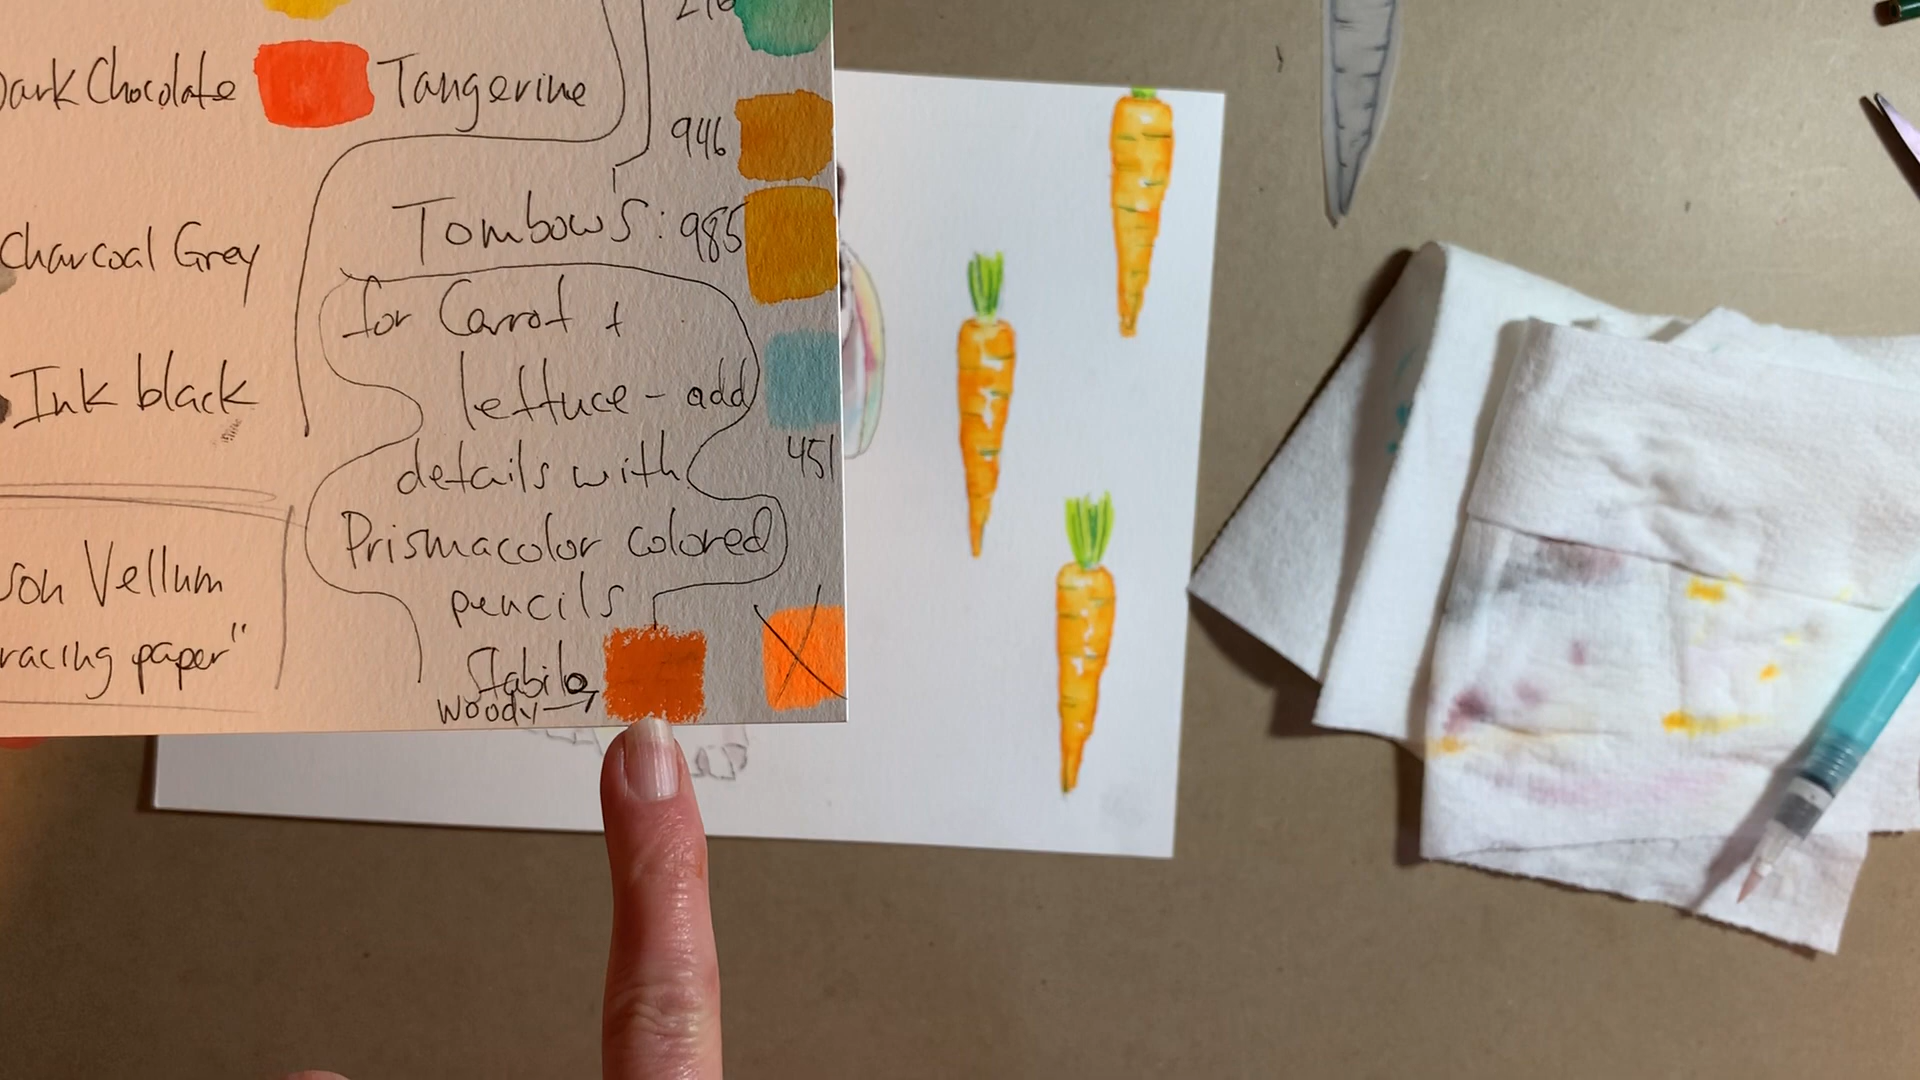 Dark Chocolate
Tangerine
946
Tombows: 985
Charcoal Grey
for Carrot +
lettuce - add
Ink black
451
details with
Prismacolor colored
Vellum
pencils
racing paper"
Stabilo
Woody